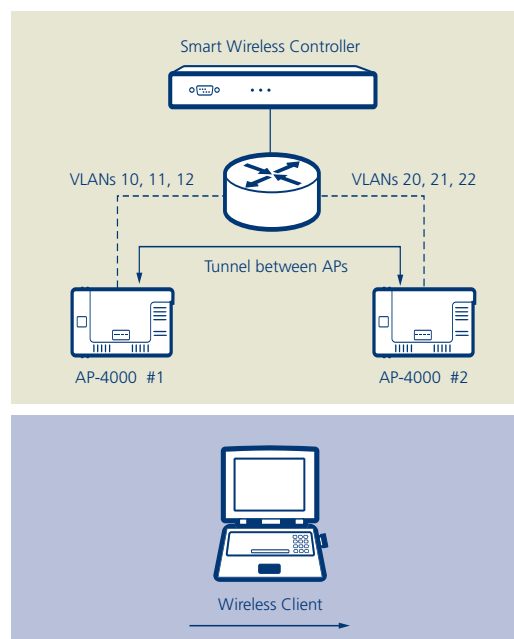 Smart Wireless Controller
VLANs 10, 11, 12
VLANs 20, 21, 22
Tunnel between APs
AP-4000 #1
AP-4000 #2
Wireless Client